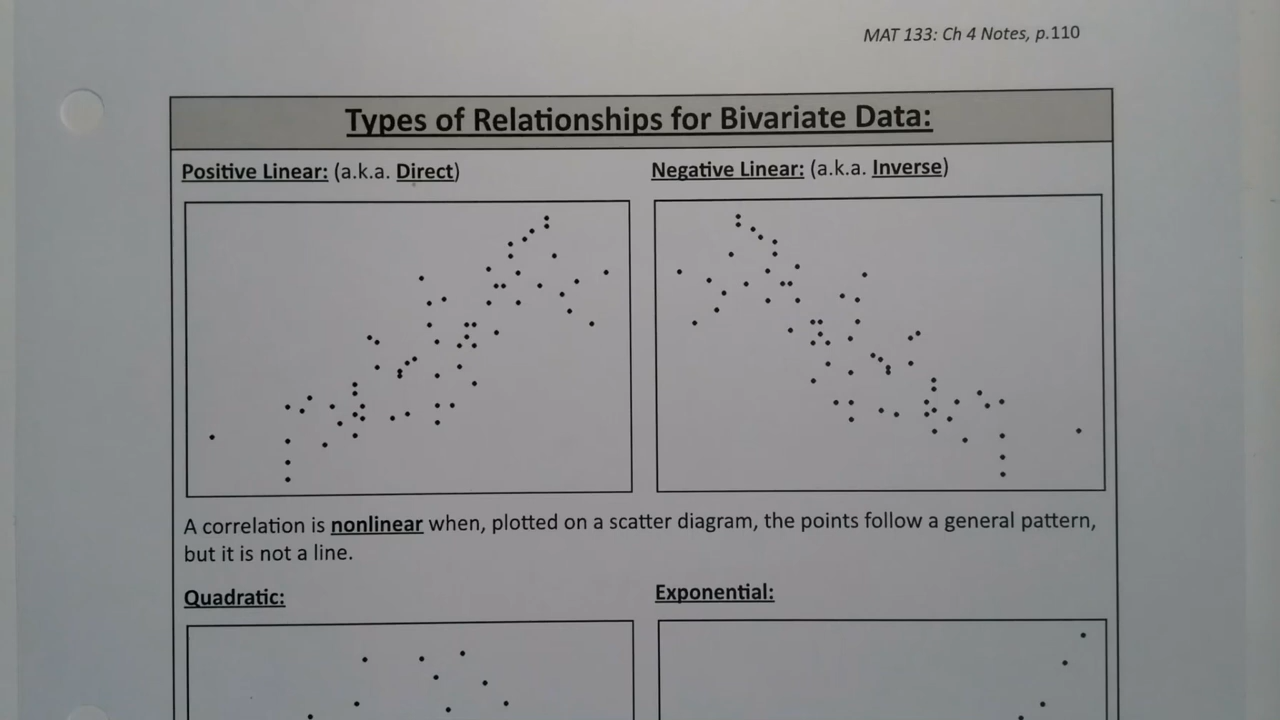 MAT 133: Ch 4 Notes, p.110
Types of Relationships for Bivariate Data:
Positive Linear: (a.k.a. Direct)
Negative Linear: (a.k.a. Inverse)
A correlation is nonlinear when, plotted on a scatter diagram, the points follow a general pattern,
but it is not a line.
Quadratic:
Exponential: